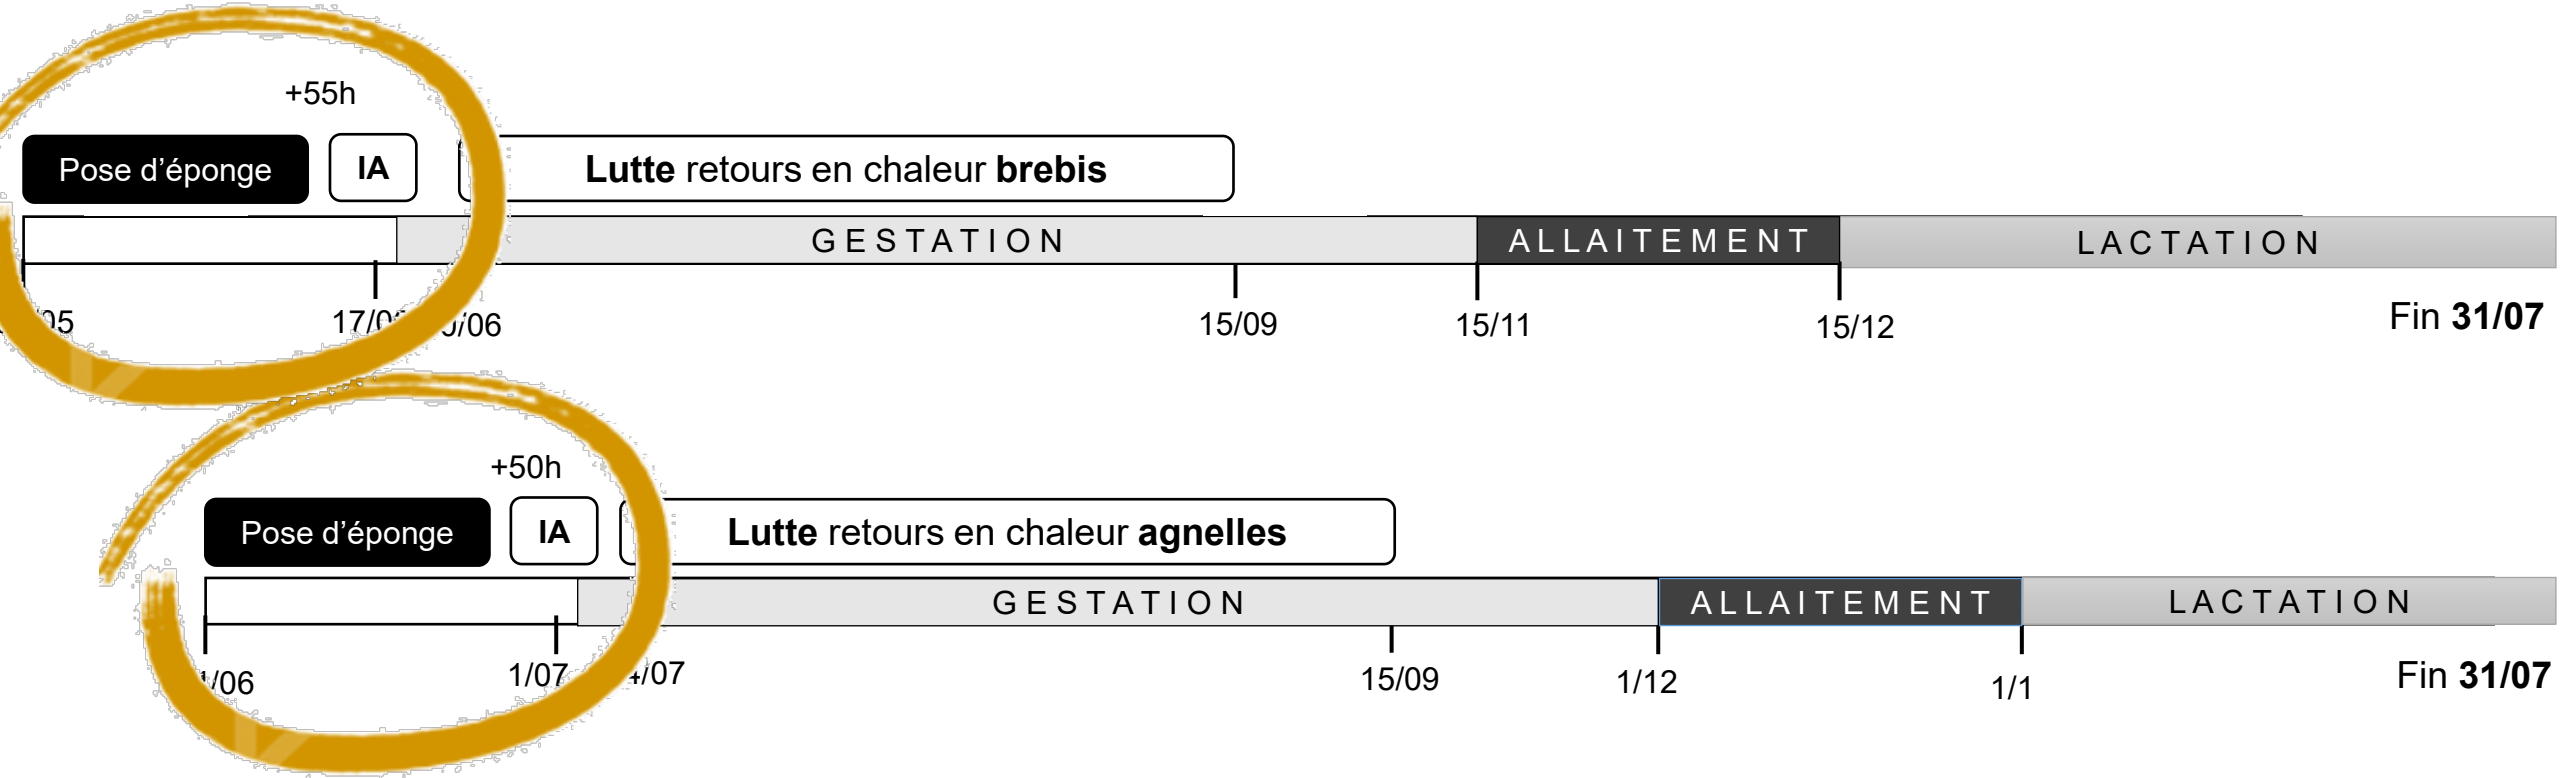 +55h
Pose d'éponge
IA
Lutte retours en chaleur brebis
GESTATION
ALLAITEMENT
LACTATION
15/09
15/11
15/12
Fin 31/07
+50h
Pose d'éponge
IA
Lutte retours en chaleur agnelles
GESTATION
ALLAITEMENT
LACTATION
1/07
15/09
1/12
1/1
Fin 31/07